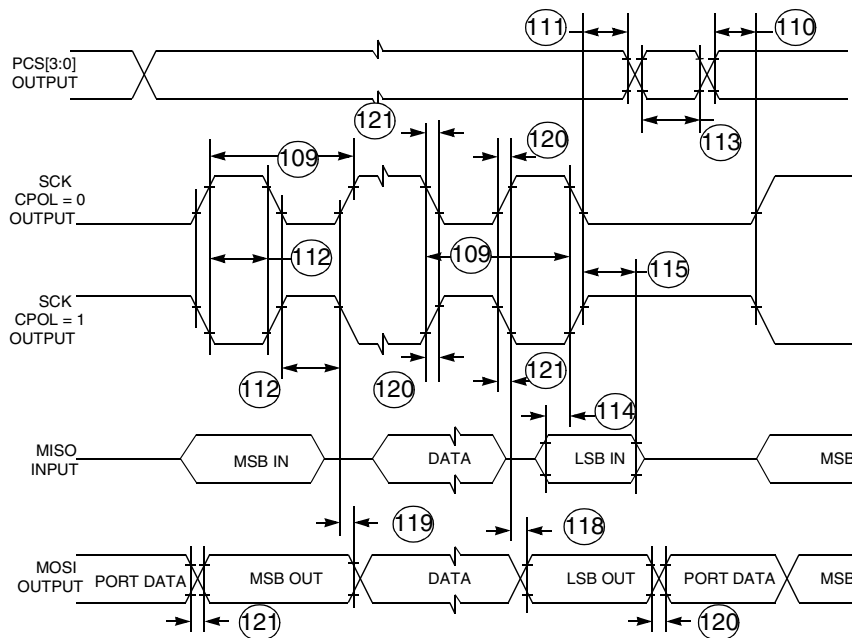 111
110
PCS[3:0]
OUTPUT
121
120
113
109
SCK
CPOL = 0
OUTPUT
112
109
115
SCK
CPOL = 1
OUTPUT
112
120
121
114
MISO
INPUT
MSB IN
DATA
LSB IN
MSB
119
118
MOSI
OUTPUT
PORT DATA
MSB OUT
DATA
LSB OUT
PORT DATA
MSB
121
120